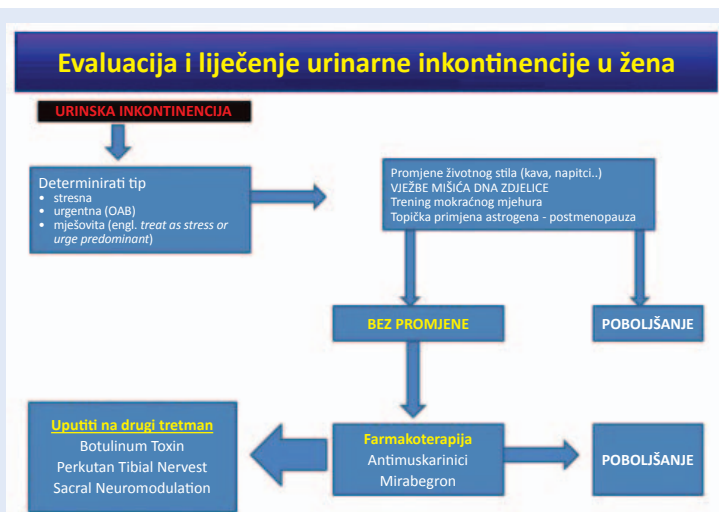 Evaluacija i liječenje urinarne inkontinencije u žena
URINSKA INKONTINENCIJA
Determinirati tip
• stresna
• urgentna (OAB)
• mješovita (engl. treat as stress or
urge predominant)
Promjene životnog stila (kava, napitci..)
VJEŽBE MIŠIĆA DNA ZDJELICE
Trening mokraćnog mjehura
Topička primjena astrogena - postmenopauza
BEZ PROMJENE
POBOLJŠANJE
Uputiti na drugi tretman
Botulinum Toxin
Perkutan Tibial Nervest
Sacral Neuromodulation
Farmakoterapija
Antimuskarinici
Mirabegron
POBOLJŠANJE